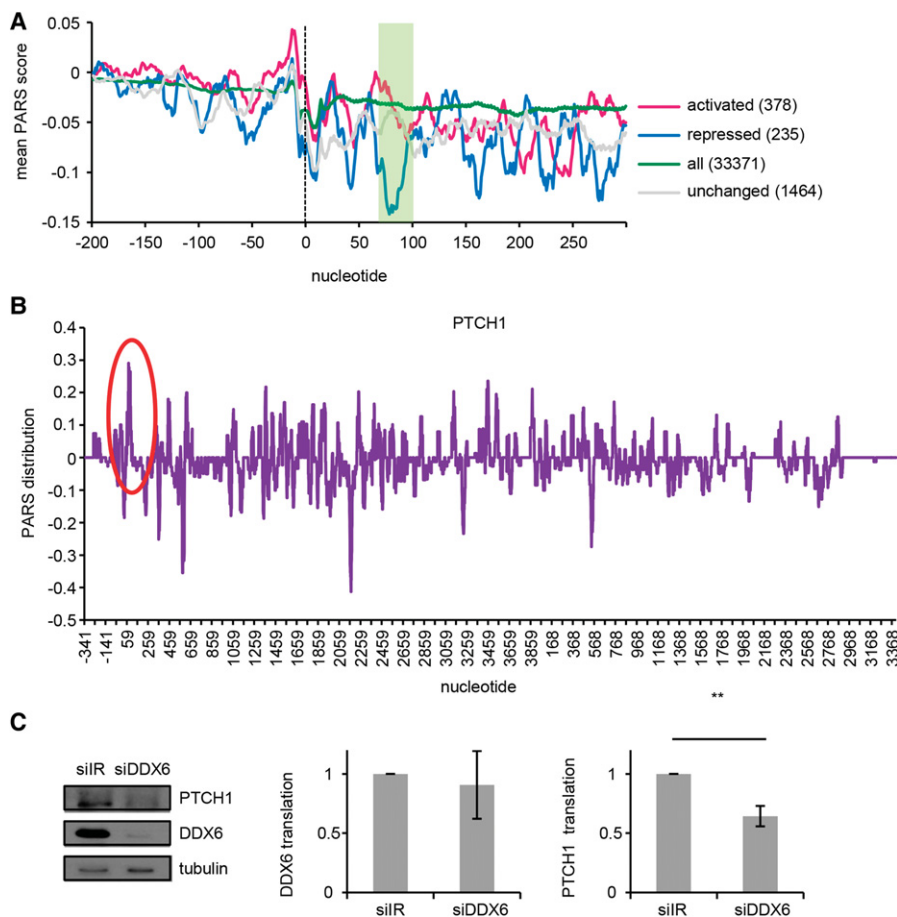 A
0.05
0
-0.05
-0.1
-0.15
mean PARS score
-200 -150 -100 -50 0 50 100 150 200 250
nucleotide
activated (378)
repressed (235)
all (33371)
unchanged (1464)
B
PTCH1
0.4
0.3
0.2
0.1
0
-0.1
-0.2
-0.3
-0.4
-0.5
PARS distribution
-341 -141 59 259 459 659 859 1059 1259 1459 1659 1859 2059 2259 2459 2659 2859 3059 3259 3459 3659 3859 168 368 568 768 968 1168 1368 1568 1768 1968 2168 2368 2568 2768 2968 3168 3368
nucleotide
**
C
siIR siDDX6
PTCH1
DDX6
tubulin
DDX6 translation
1
0.5
0
siIR siDDX6
PTCH1 translation
1
0.5
0
siIR siDDX6